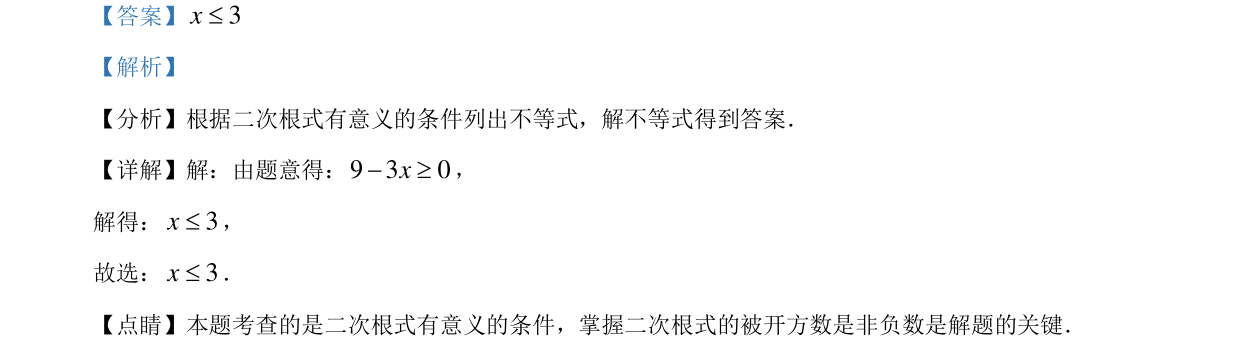 【答案】x≤3
【解析】
【分析】根据二次根式有意义的条件列出不等式，解不等式得到答案．
【详解】解：由题意得：9−3x≥0，
解得：x≤3，
故选：x≤3．
【点睛】本题考查的是二次根式有意义的条件，掌握二次根式的被开方数是非负数是解题的关键．